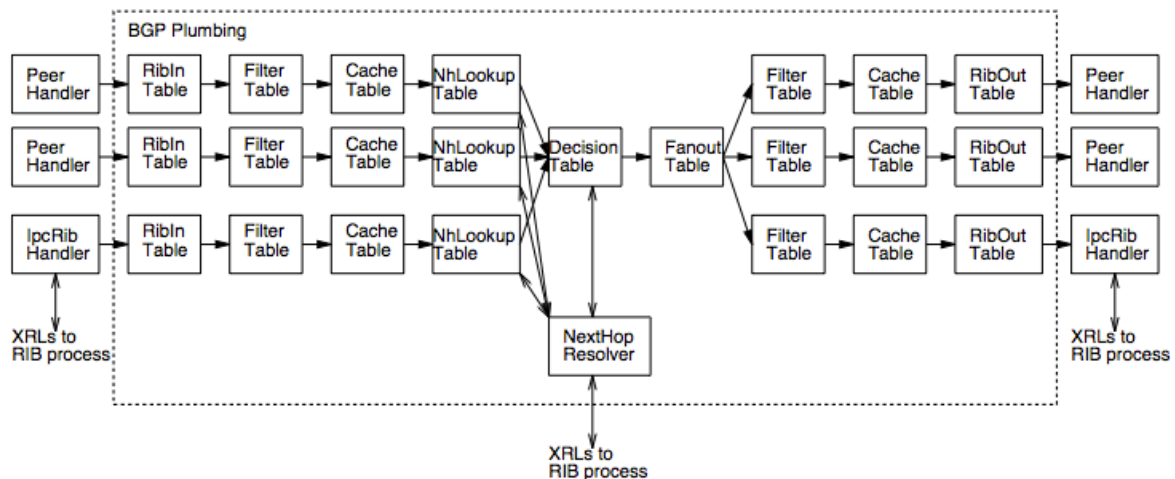 BGP Plumbing
Peer
Handler
RibIn
Table
Filter
Table
Cache
Table
NhLookup
Table
Filter
Table
Cache
Table
RibOut
Table
Peer
Handler
Peer
Handler
RibIn
Table
Filter
Table
Cache
Table
NhLookup
Table
Decision
Table
Fanout
Table
Filter
Table
Cache
Table
RibOut
Table
Peer
Handler
IpcRib
Handler
RibIn
Table
Filter
Table
Cache
Table
NhLookup
Table
Filter
Table
Cache
Table
RibOut
Table
IpcRib
Handler
XRLs to
RIB process
NextHop
Resolver
XRLs to
RIB process
XRLs to
RIB process